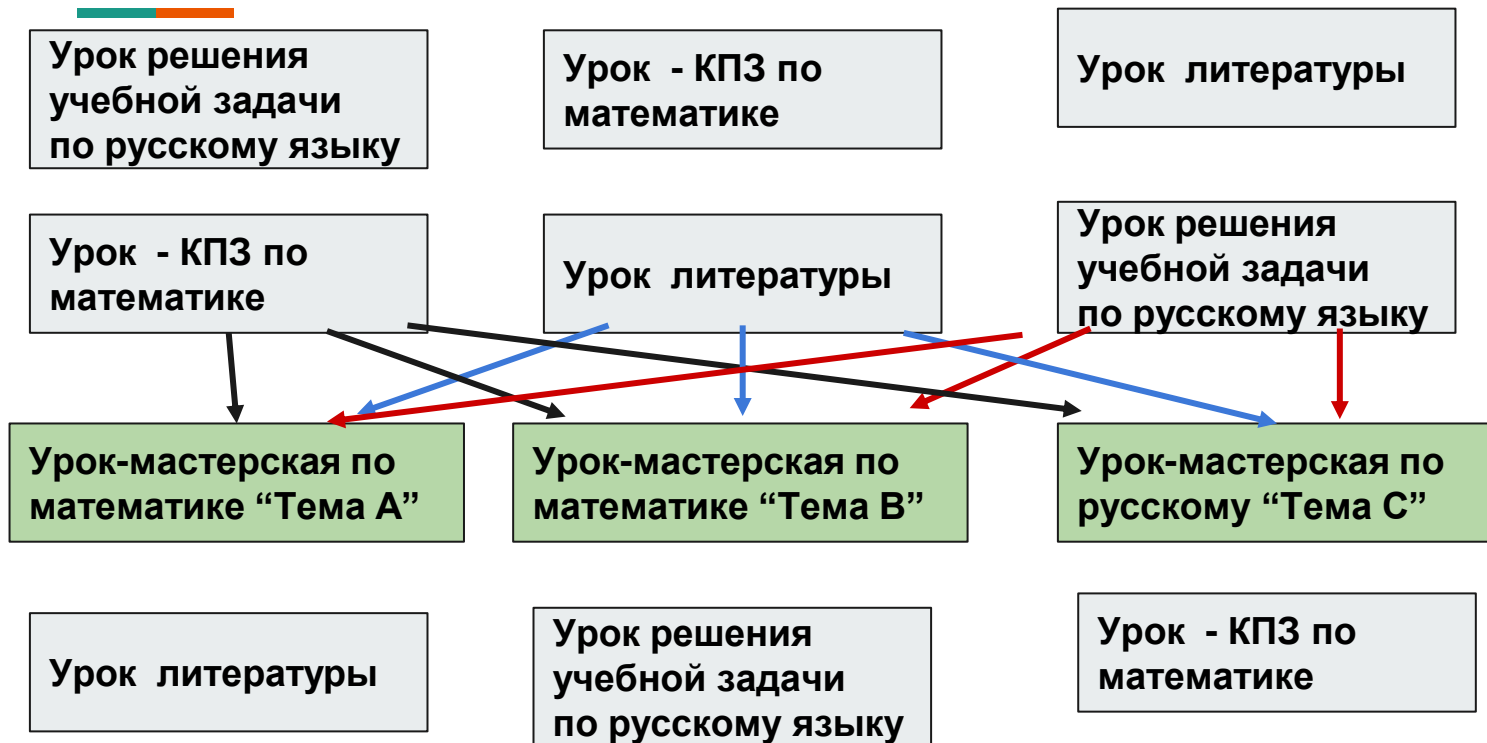 Урок решения
учебной задачи
по русскому языку
Урок - КПЗ по
математике
Урок литературы
Урок - КПЗ по
математике
Урок литературы
Урок решения
учебной задачи
по русскому языку
Урок-мастерская по
математике “Тема А”
Урок-мастерская по
математике “Тема В”
Урок-мастерская по
русскому “Тема С”
Урок литературы
Урок решения
учебной задачи
по русскому языку
Урок - КПЗ по
математике